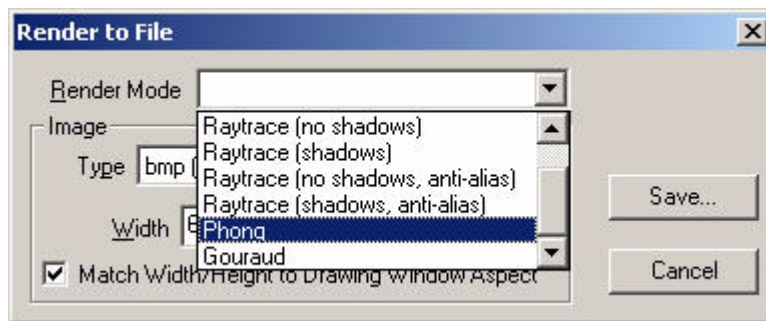 Render to File
Render Mode
Image
Raytrace (no shadows)
Raytrace (shadows)
Type bmp (
Raytrace (no shadows, anti-alias)
Raytrace (shadows, anti-alias)
Save...
Width
Phong
Gouraud
Match Width/Height to Drawing Window Aspect
Cancel